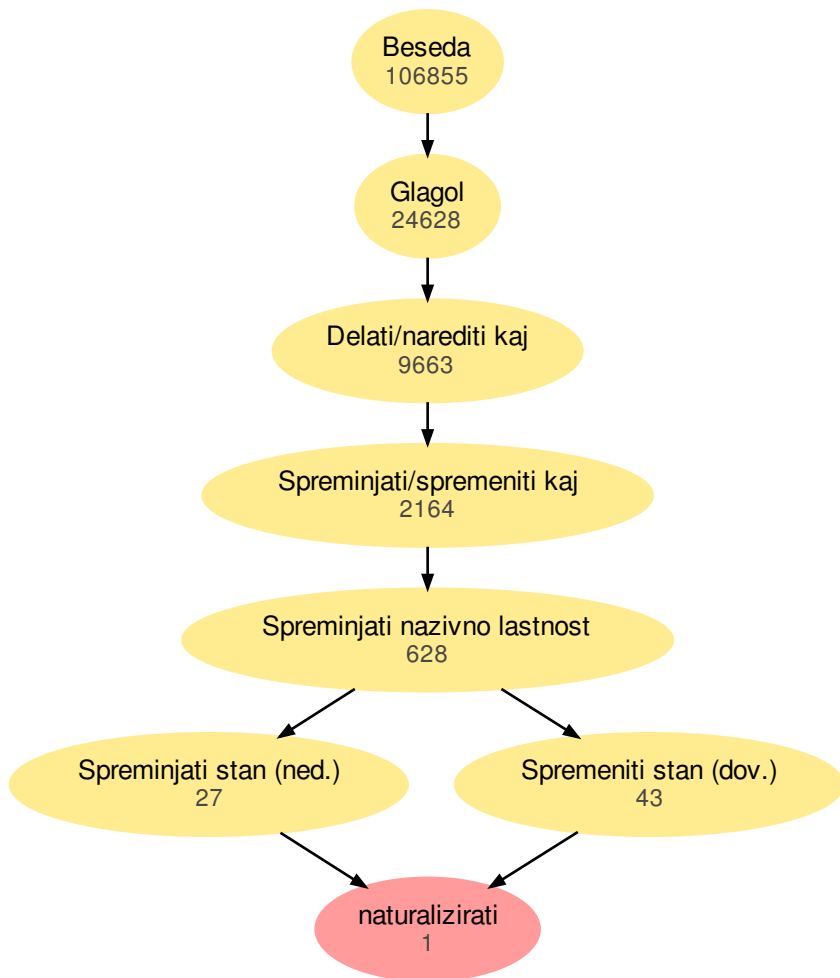 Beseda
106855
Glagol
24628
Delati/narediti kaj
9663
Spreminjati/spremeniti kaj
2164
Spreminjati nazivno lastnost
628
Spreminjati stan (ned.)
27
Spremeniti stan (dov.)
43
naturalizirati
1